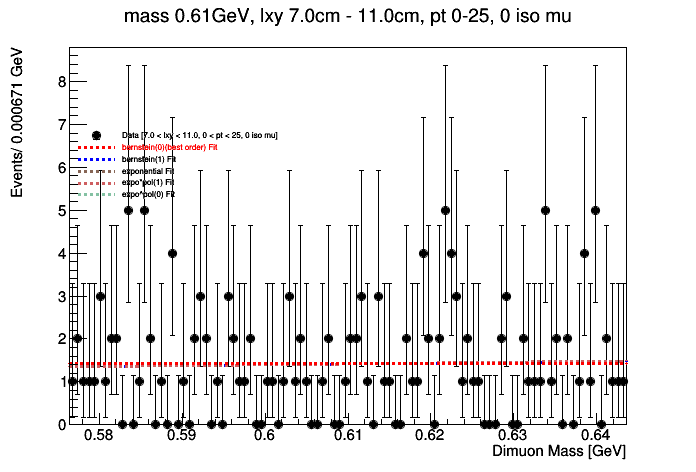 mass 0.61GeV, lxy 7.0cm - 11.0cm, pt 0-25, 0 iso mu
Events/ 0.000671 GeV
8
7
6
5
4
3
2
1
0
Data [7.0 < lxy < 11.0, 0 < pt < 25, 0 iso mu]
bernstein(0)(best order) Fit
bernstein(1) Fit
exponential Fit
expo*pol(1) Fit
expo*pol(0) Fit
0.58 0.59 0.6 0.61 0.62 0.63 0.64
Dimuon Mass [GeV]